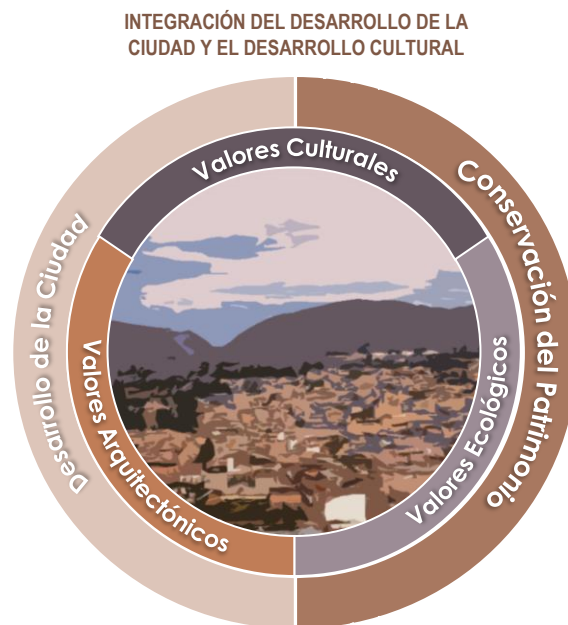 INTEGRACIÓN DEL DESARROLLO DE LA
CIUDAD Y EL DESARROLLO CULTURAL
Valores Culturales
Desarrollo de la Ciudad
Conservación del Patrimonio
Valores Arquitectónicos
Valores Ecológicos